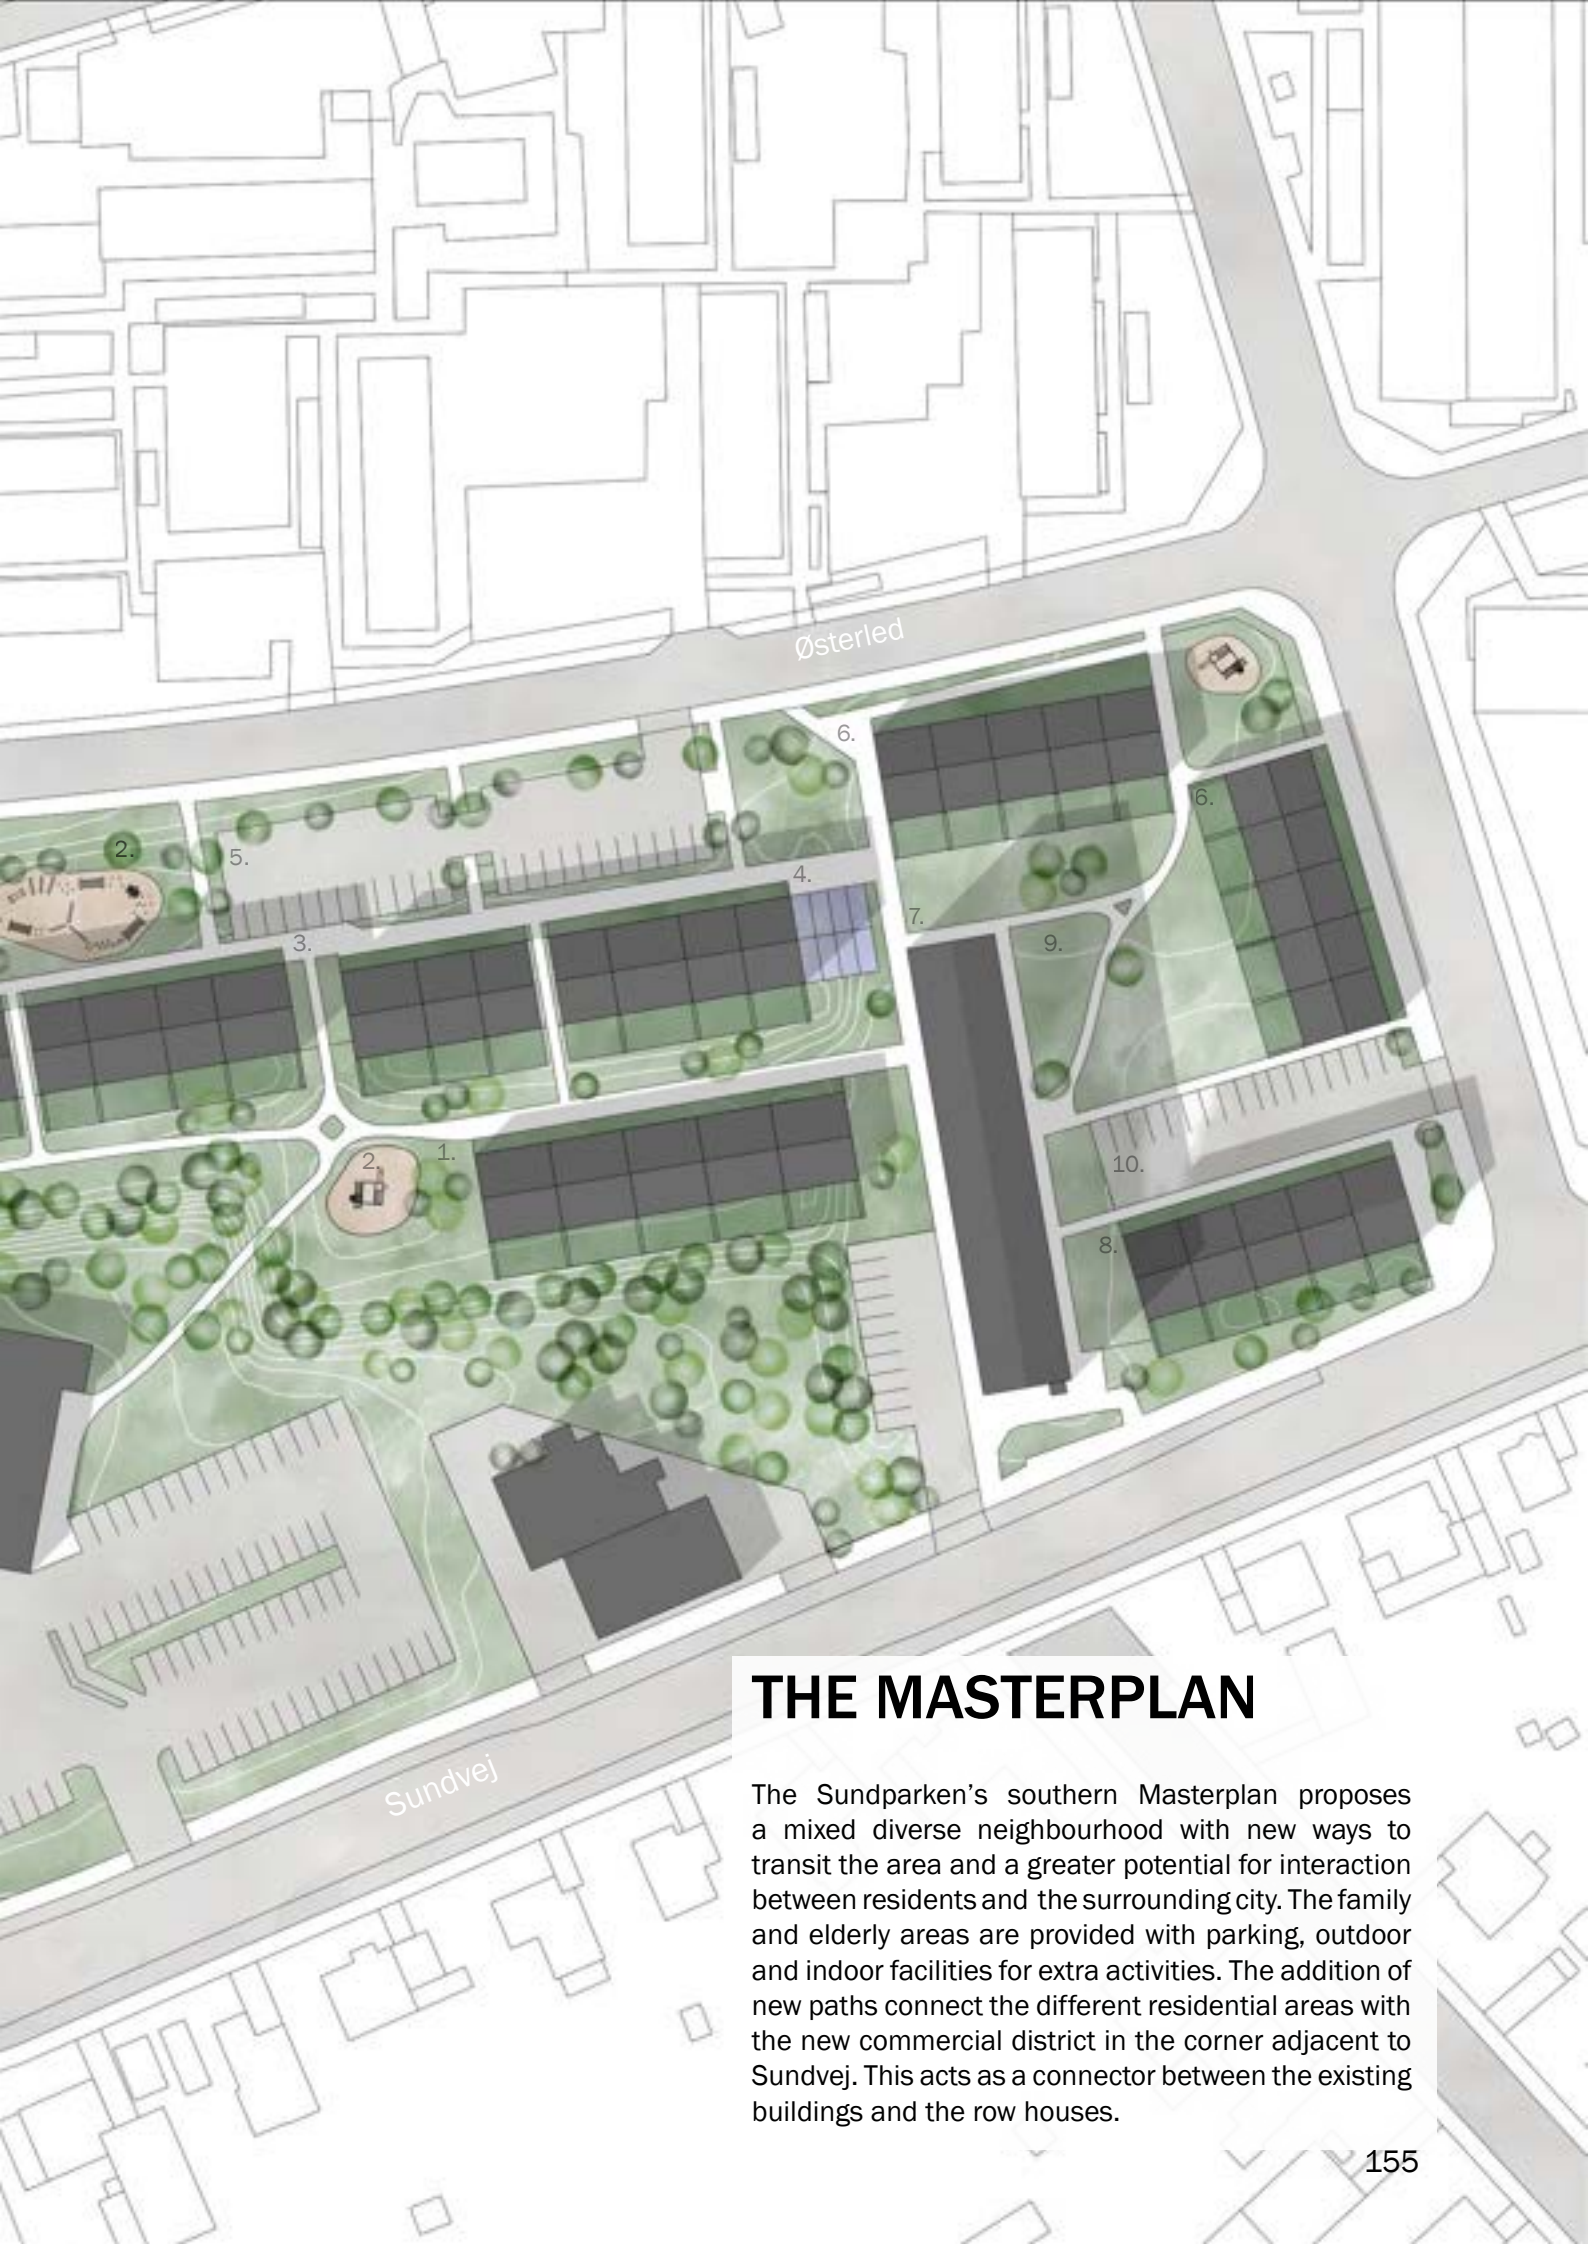 Østerled
6.
6.
2.
5.
4.
7.
3.
9.
1.
2.
10.
8.
Sundvej
THE MASTERPLAN
The Sundparken’s southern Masterplan proposes
a mixed diverse neighbourhood with new ways to
transit the area and a greater potential for interaction
between residents and the surrounding city. The family
and elderly areas are provided with parking, outdoor
and indoor facilities for extra activities. The addition of
new paths connect the different residential areas with
the new commercial district in the corner adjacent to
Sundvej. This acts as a connector between the existing
buildings and the row houses.
155